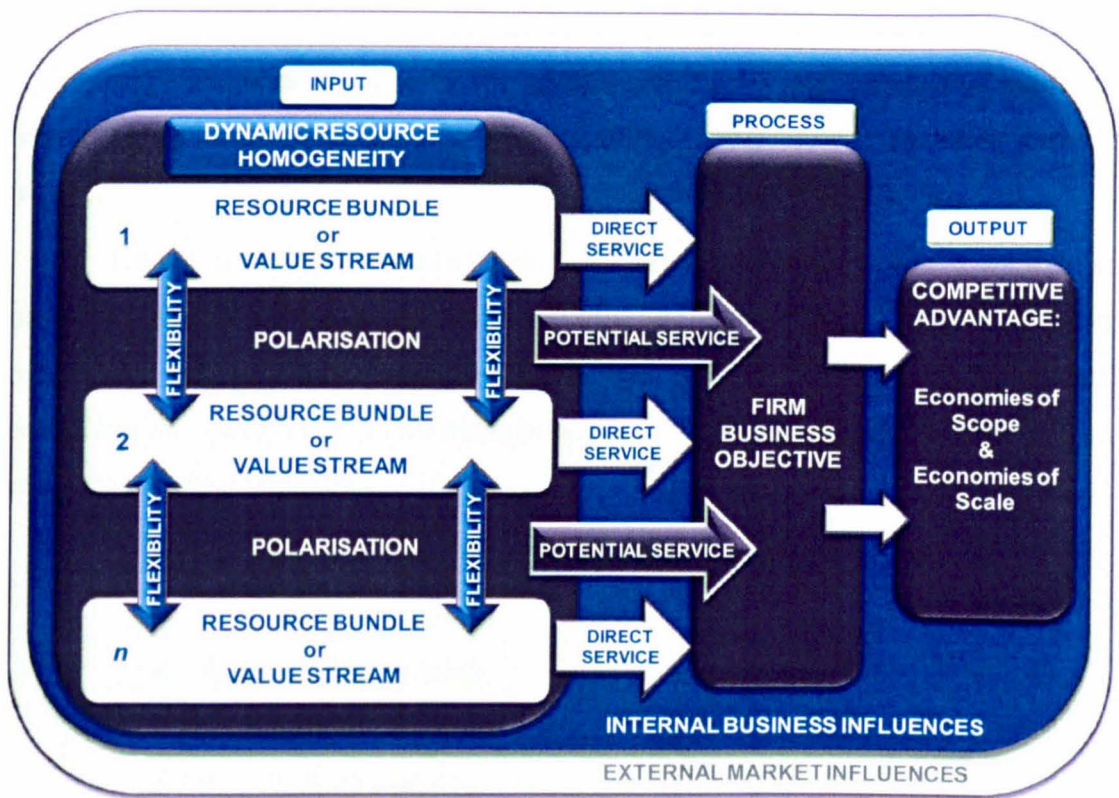 INPUT
DYNAMIC RESOURCE
HOMOGENEITY
1
RESOURCE BUNDLE
or
VALUE STREAM
FLEXIBILITY
FLEXIBILITY
POLARISATION
2
RESOURCE BUNDLE
or
VALUE STREAM
FLEXIBILITY
FLEXIBILITY
POLARISATION
n
RESOURCE BUNDLE
or
VALUE STREAM
DIRECT
SERVICE
POTENTIAL SERVICE
DIRECT
SERVICE
POTENTIAL SERVICE
DIRECT
SERVICE
PROCESS
FIRM
BUSINESS
OBJECTIVE
OUTPUT
COMPETITIVE
ADVANTAGE:
Economies of
Scope
&
Economies of
Scale
INTERNAL BUSINESS INFLUENCES
EXTERNAL MARKET INFLUENCES